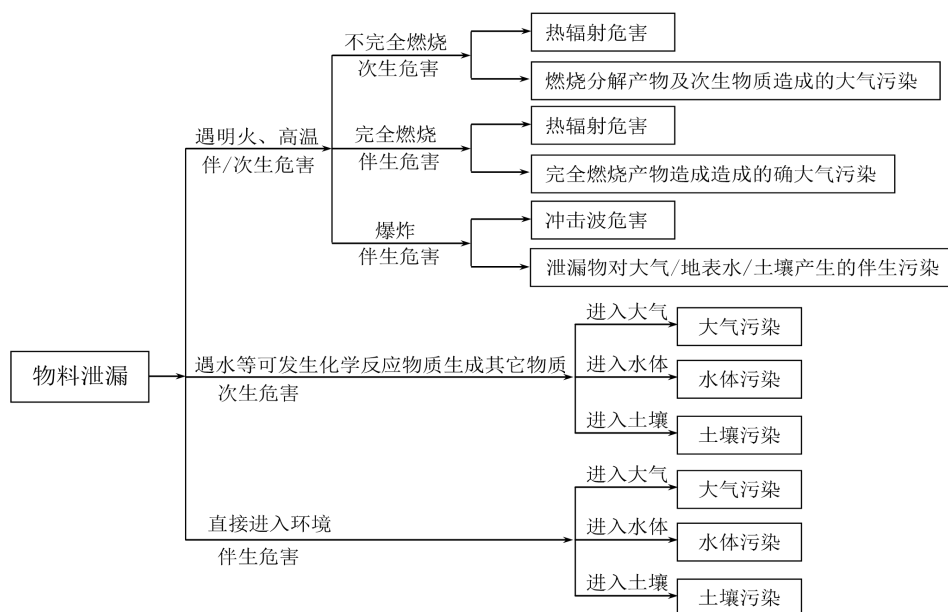 不完全燃烧
次生危害
热辐射危害
燃烧分解产物及次生物质造成的大气污染
遇明火、高温
伴/次生危害
完全燃烧
伴生危害
热辐射危害
完全燃烧产物造成造成的确大气污染
爆炸
伴生危害
冲击波危害
泄漏物对大气/地表水/土壤产生的伴生污染
物料泄漏
遇水等可发生化学反应物质生成其它物质
次生危害
进入大气
大气污染
进入水体
水体污染
进入土壤
土壤污染
直接进入环境
伴生危害
进入大气
大气污染
进入水体
水体污染
进入土壤
土壤污染